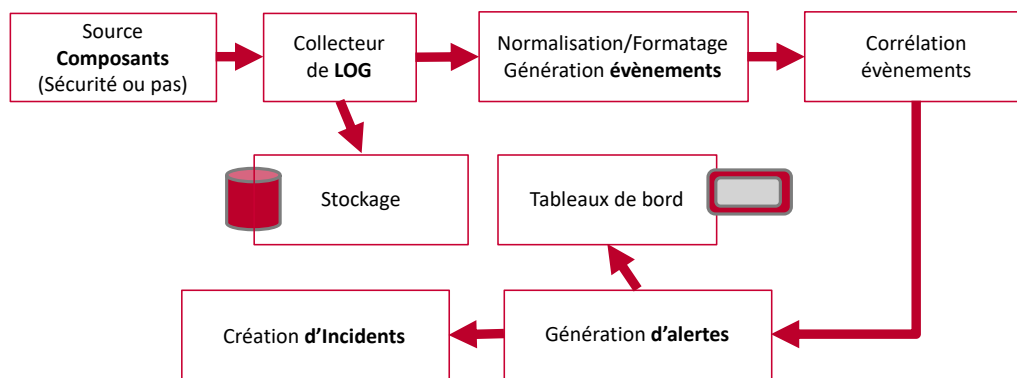 Source
Composants
(Sécurité ou pas)
Collecteur
de LOG
Normalisation/Formatage
Génération évènements
Corrélation
évènements
Stockage
Tableaux de bord
Création d'Incidents
Génération d'alertes